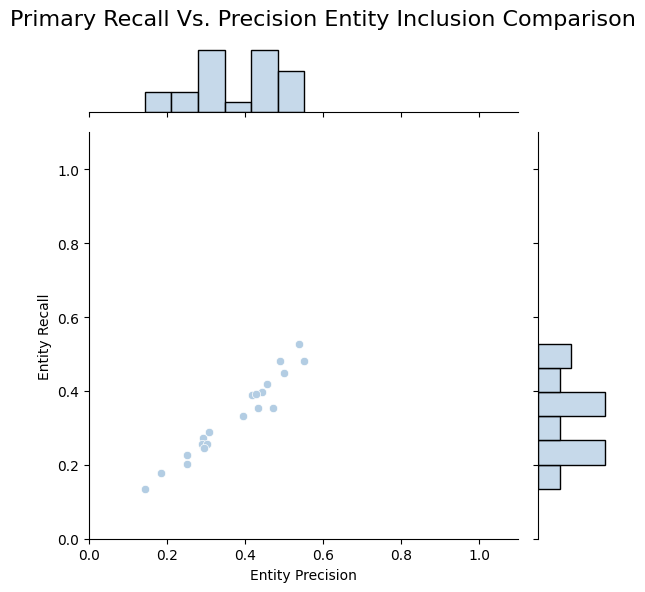 Primary Recall Vs. Precision Entity Inclusion Comparison
1.0
0.8
0.6
0.4
0.2
0.0
Entity Recall
0.0 0.2 0.4 0.6 0.8 1.0
Entity Precision